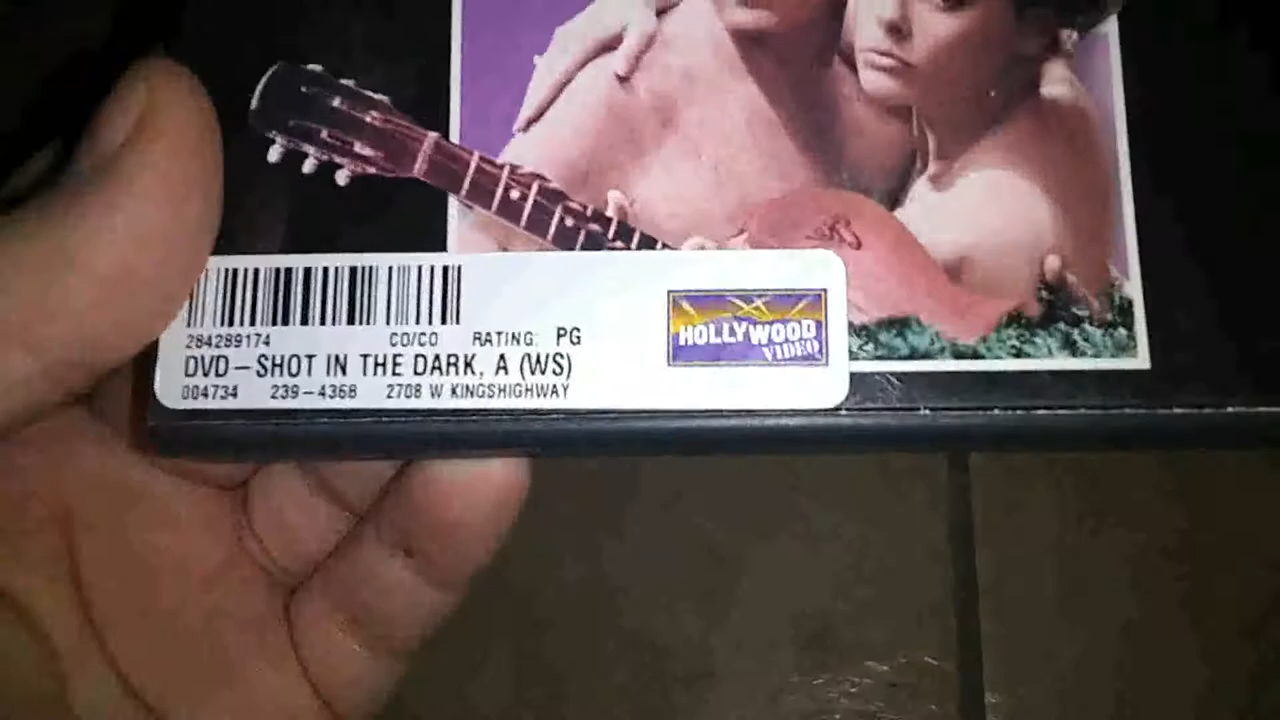 284289174 CO/CO RATING: PG
DVD-SHOT IN THE DARK, A (WS)
004734 239-4368 2708 W KINGSHIGHWAY
HOLLYWOOD
VIDEO